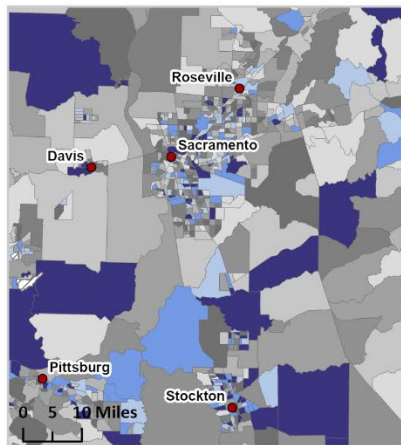 Roseville
Sacramento
Davis
Pittsburg
Stockton
0 5 10 Miles